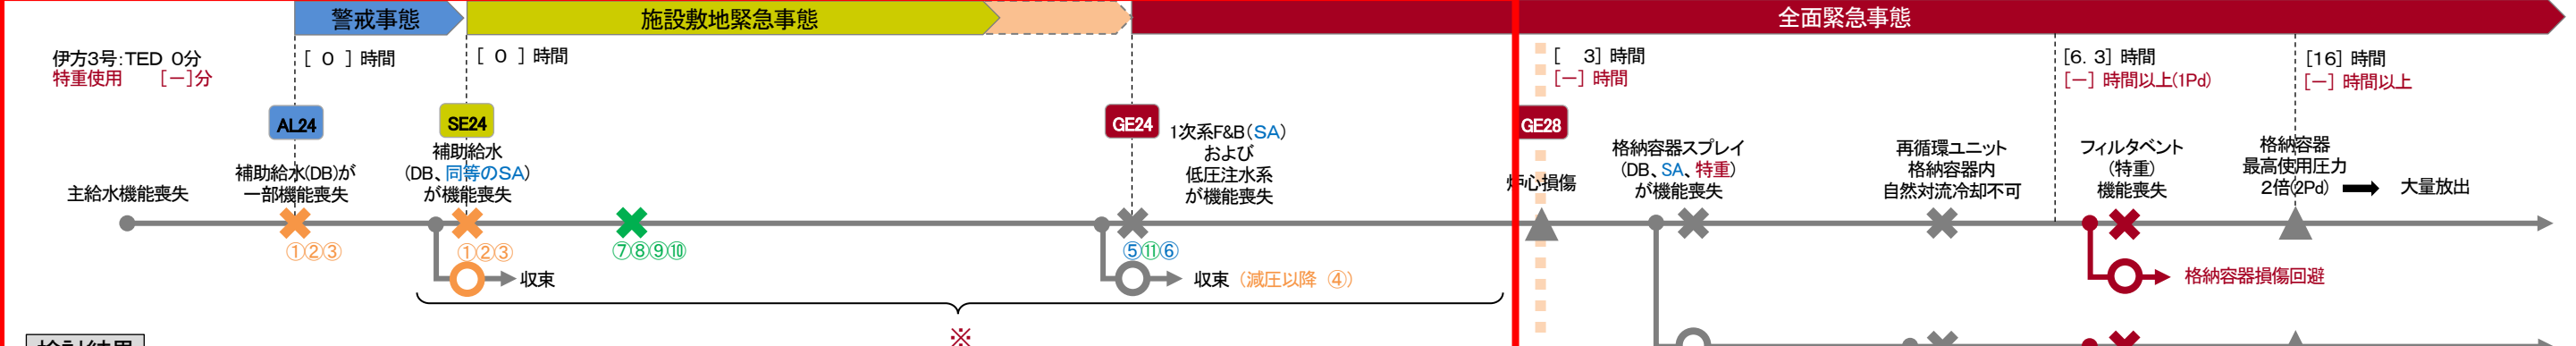 警戒事態
施設敷地緊急事態
全面緊急事態
伊方3号：TED 0分
特重使用 [－]分
[ 0 ] 時間
[ 0 ] 時間
[ 3] 時間
[－] 時間
[6. 3] 時間
[－] 時間以上(1Pd)
[16] 時間
[－] 時間以上
AL24
SE24
GE24
GE28
主給水機能喪失
補助給水(DB)が
一部機能喪失
補助給水
(DB、同等のSA)
が機能喪失
1次系F&B(SA)
および
低圧注水系
が機能喪失
炉心損傷
格納容器スプレイ
(DB、SA、特重)
が機能喪失
再循環ユニット
格納容器内
自然対流冷却不可
フィルタベント
(特重)
機能喪失
格納容器
最高使用圧力
2倍(2Pd)
大量放出
①②③
①②③
⑦⑧⑨⑩
⑤⑪⑥
収束
収束 (減圧以降 ④)
格納容器損傷回避
※